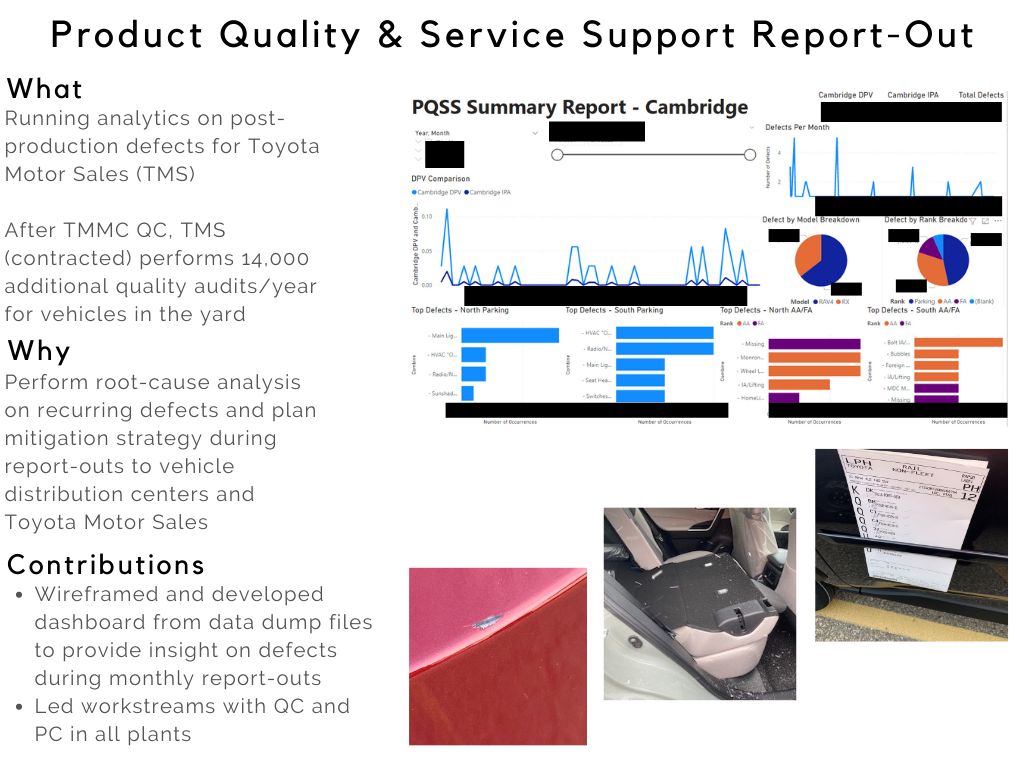 Product Quality & Service Support Report-Out
What
Running analytics on post-
production defects for Toyota
Motor Sales (TMS)
After TMMC QC, TMS
(contracted) performs 14,000
additional quality audits/year
for vehicles in the yard
Why
Perform root-cause analysis
on recurring defects and plan
mitigation strategy during
report-outs to vehicle
distribution centers and
Toyota Motor Sales
Contributions
• Wireframed and developed
dashboard from data dump files
to provide insight on defects
during monthly report-outs
• Led workstreams with QC and
PC in all plants
PQSS Summary Report - Cambridge
Cambridge DPV Cambridge IPA Total Defects
Year, Month
DPV Comparison
Cambridge DPV Cambridge IPA
Cambridge DPV and Camb...
0.10
0.05
0.00
Defects Per Month
Number of Defects
4
2
Defect by Model Breakdown
Model RAV4 RX
Defect by Rank Breakdo
Rank Parking AA FA (Blank)
Top Defects - North Parking
Combine
- Main Lig...
- HVAC "O...
- Radio/N...
- Sunshad...
Number of Occurrences
Top Defects - South Parking
Combine
- HVAC "O...
- Radio/N...
- Main Lig...
- Seat Hea...
- Switches...
Number of Occurrences
Top Defects - North AA/FA
Rank AA FA
Combine
- Missing
- Monron...
- Wheel L...
- IA/Lifting
- HomeLi...
Number of Occurrences
Top Defects - South AA/FA
Rank AA FA
Combine
- Bolt IA/...
- Bubbles
- Foreign ...
- IA/Lifting
- MDC M...
- Missing
Number of Occurrences
LPH
TOYOTA
RAIL
NON-FLEET
PH
12
K